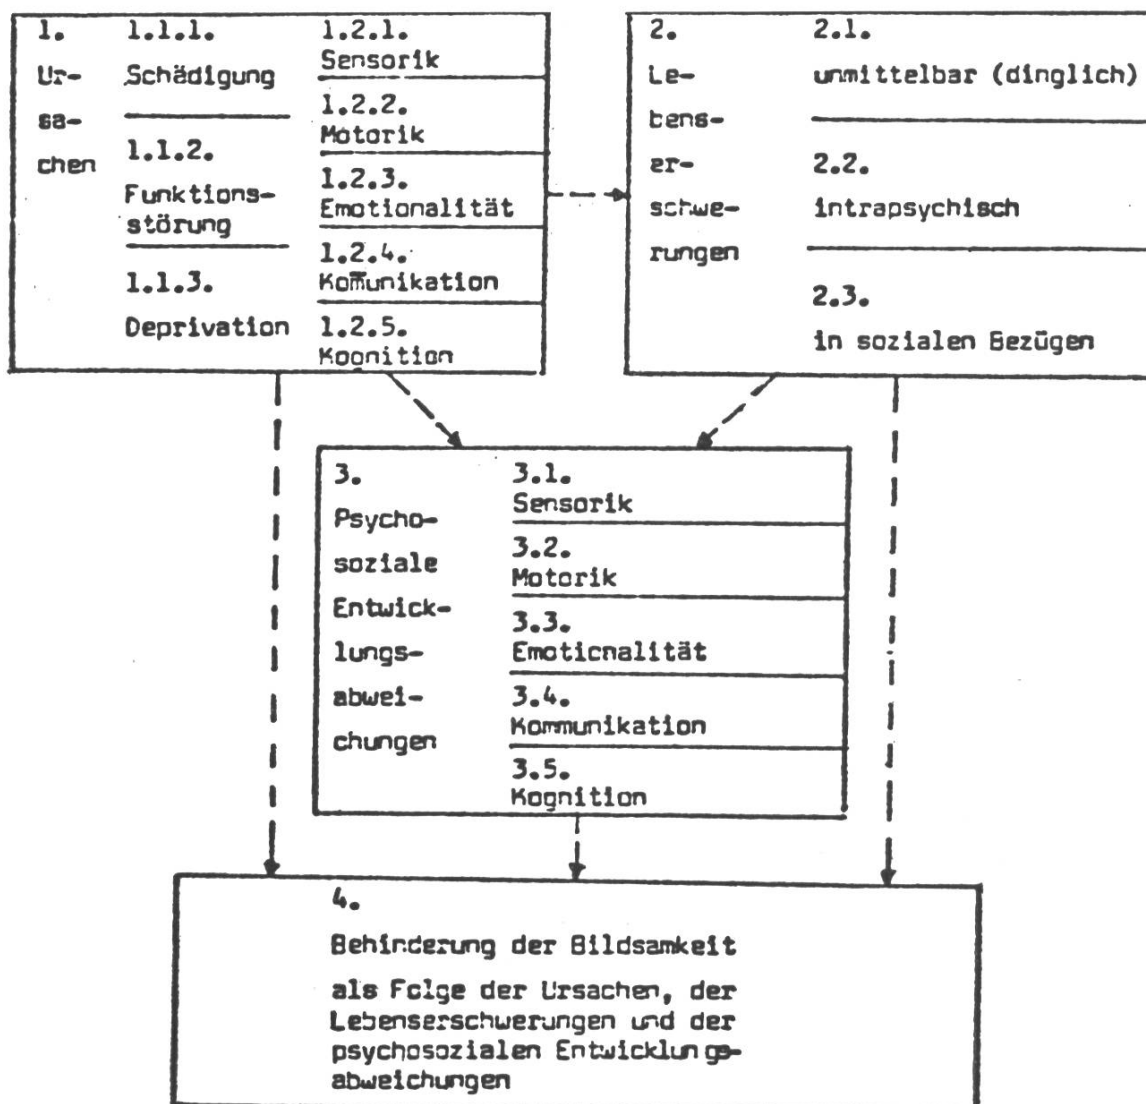 1.
Ur-
sa-
chen
1.1.1.
Schädigung
1.1.2.
Funktions-
störung
1.1.3.
Deprivation
1.2.1.
Sensorik
1.2.2.
Motorik
1.2.3.
Emotionalität
1.2.4.
Kom̄unikation
1.2.5.
Kognition
2.
Le-
bens-
er-
schwe-
rungen
2.1.
unmittelbar (dinglich)
2.2.
intrapsychisch
2.3.
in sozialen Bezügen
3.
Psycho-
soziale
Entwick-
lungs-
abwei-
chungen
3.1.
Sensorik
3.2.
Motorik
3.3.
Emotionalität
3.4.
Kommunikation
3.5.
Kognition
4.
Behinderung der Bildsamkeit
als Folge der Ursachen, der
Lebenserschwerungen und der
psychosozialen Entwicklungs-
abweichungen